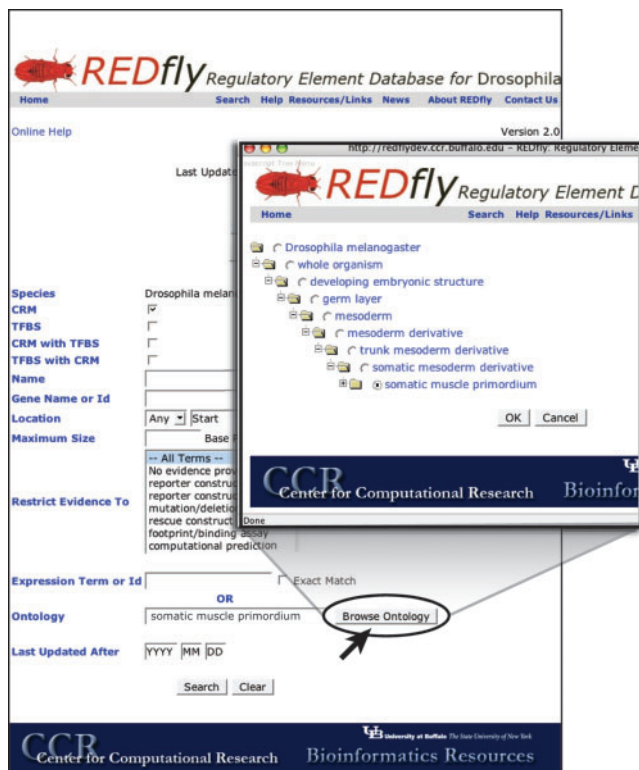 REDfly Regulatory Element Database for Drosophila
Home Search Help Resources/Links News About REDfly Contact Us
Online Help
Version 2.0
Last Updat
Species Drosophila melan
CRM
TFBS
CRM with TFBS
TFBS with CRM
Name
Gene Name or Id
Location Any Start
Maximum Size Base
Restrict Evidence To
-- All Terms --
No evidence prov
reporter construc
reporter construc
mutation/deletio
rescue construct
footprint/binding assay
computational prediction
Expression Term or Id Exact Match
OR
Ontology somatic muscle primordium Browse Ontology
Last Updated After YYYY MM DD
Search Clear
CCR
Center for Computational Research
UB University at Buffalo The State University of New York
Bioinformatics Resources
http://redflydev.ccr.buffalo.edu – REDfly: Regulatory Eleme
REDfly Regulatory Element D
Home Search Help Resources/Links
Drosophila melanogaster
whole organism
developing embryonic structure
germ layer
mesoderm
mesoderm derivative
trunk mesoderm derivative
somatic mesoderm derivative
somatic muscle primordium
OK Cancel
CCR
Center for Computational Research
Bioinfor
Done